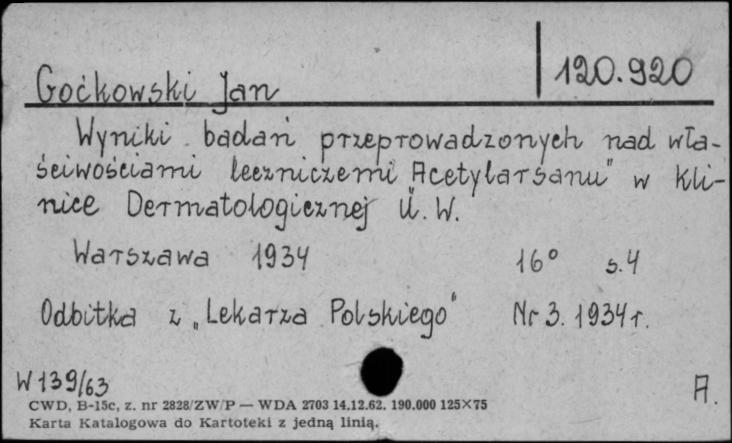 120.920
Goćkowski Jan
Wyniki badań przeprowadzonych nad wła-
ściwościami leczniczemi "Acetylarsanu" w Kli-
nice Dermatologicznej U. W.
Warszawa 1934 16° s.4
Odbitka z „Lekarza Polskiego" Nr 3. 1934 r.
W 139/63 A.
CWD, B-15c, z. nr 2828/ZW/P — WDA 2703 14.12.62. 190.000 125×75
Karta Katalogowa do Kartoteki z jedną linią.